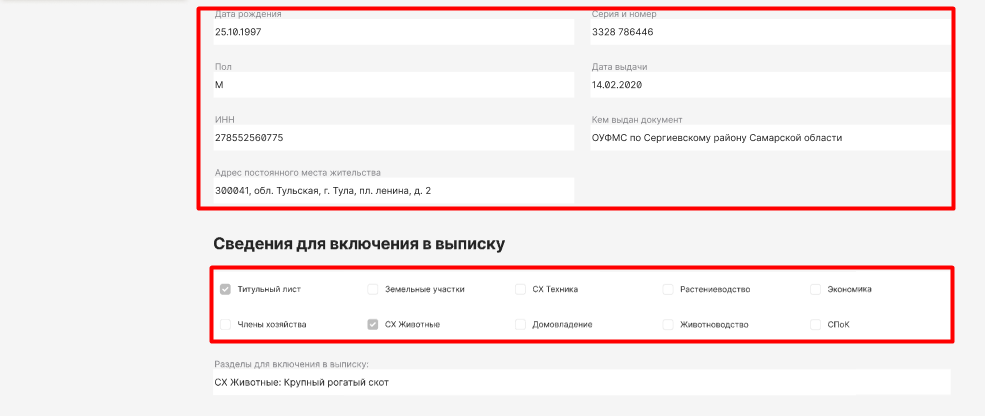 Дата рождения Серия и номер
25.10.1997 3328 786446
Пол Дата выдачи
М 14.02.2020
ИНН Кем выдан документ
278552560775 ОУФМС по Сергиевскому району Самарской области
Адрес постоянного места жительства
300041, обл. Тульская, г. Тула, пл. ленина, д. 2
Сведения для включения в выписку
Титульный лист Земельные участки СХ Техника Растениеводство Экономика
Члены хозяйства СХ Животные Домовладение Животноводство СПоК
Разделы для включения в выписку:
СХ Животные: Крупный рогатый скот